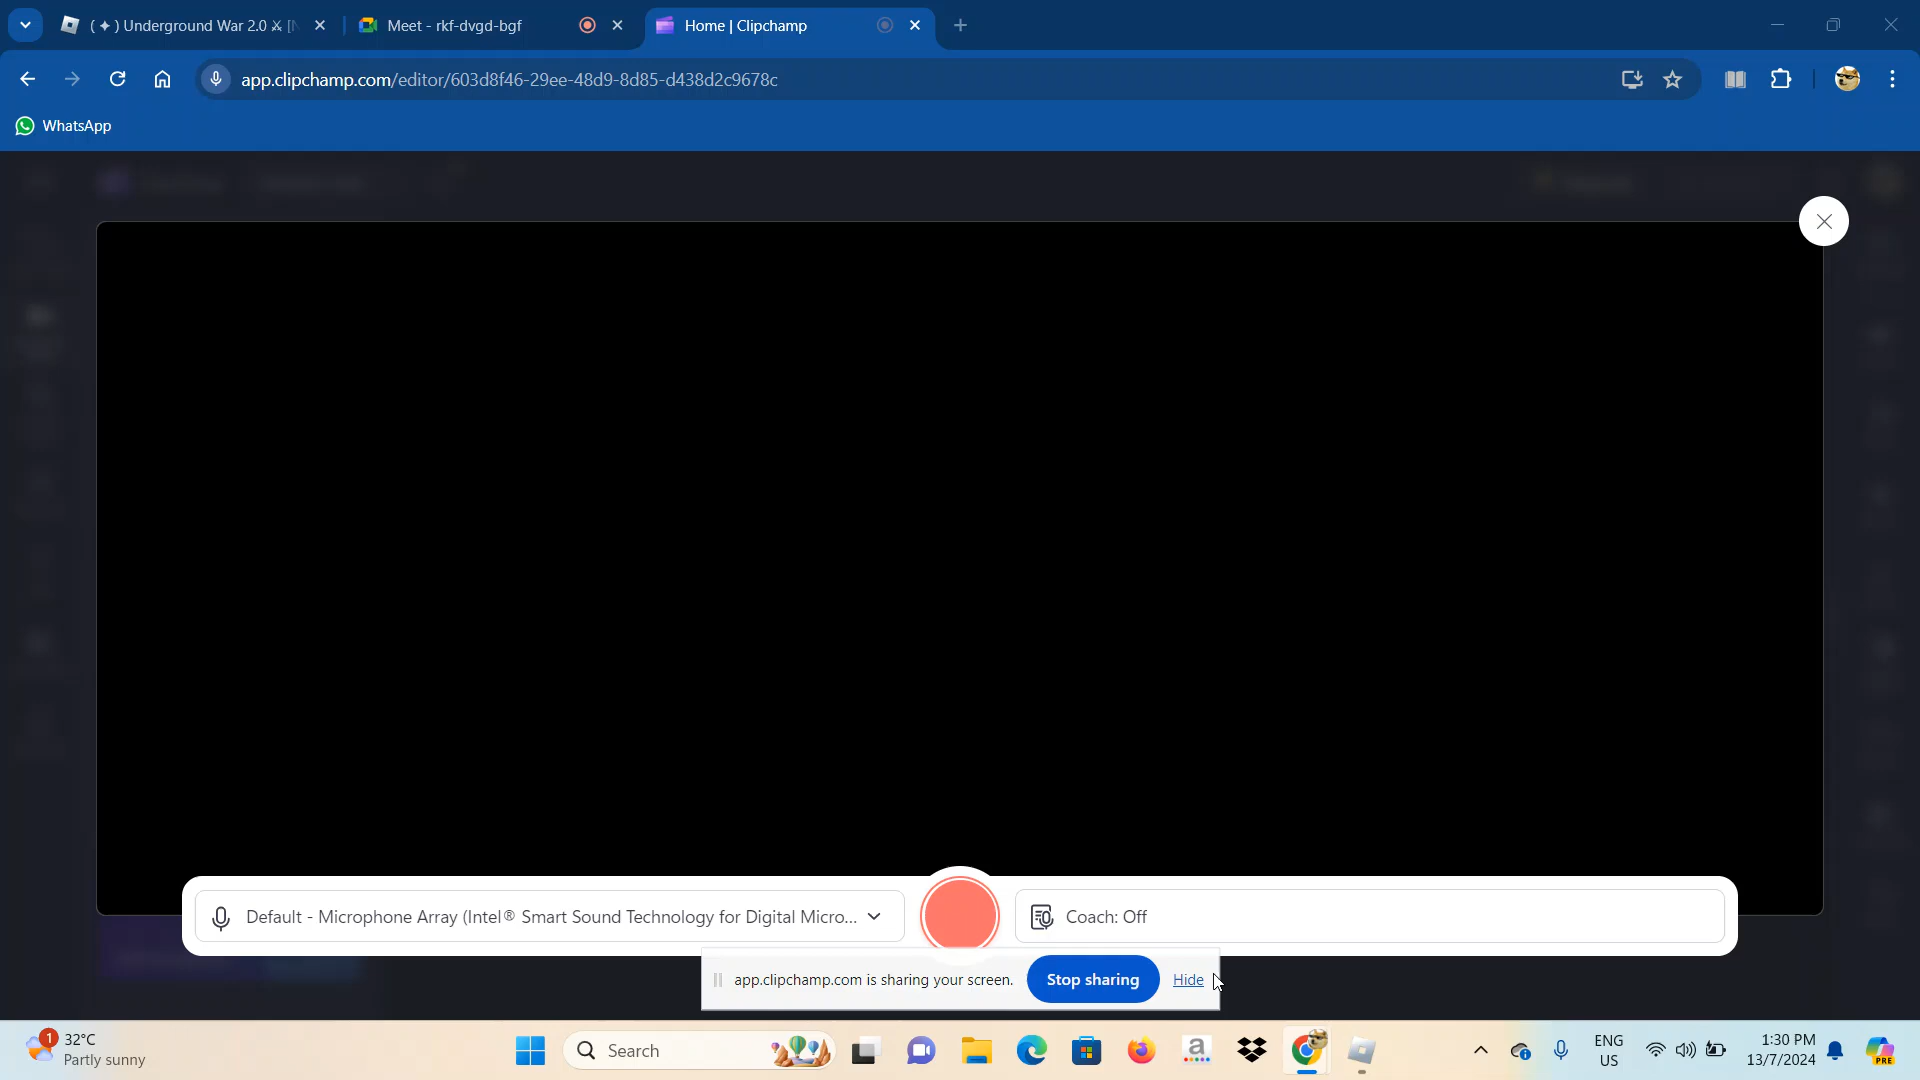 ( ✦ ) Underground War 2.0 ⚔ [
Meet - rkf-dvgd-bgf
Home | Clipchamp
app.clipchamp.com/editor/603d8f46-29ee-48d9-8d85-d438d2c9678c
WhatsApp
Default - Microphone Array (Intel® Smart Sound Technology for Digital Micro...
Coach: Off
app.clipchamp.com is sharing your screen.
Stop sharing
Hide
1
32°C
Partly sunny
Search
a
ENG
US
1:30 PM
13/7/2024
PRE